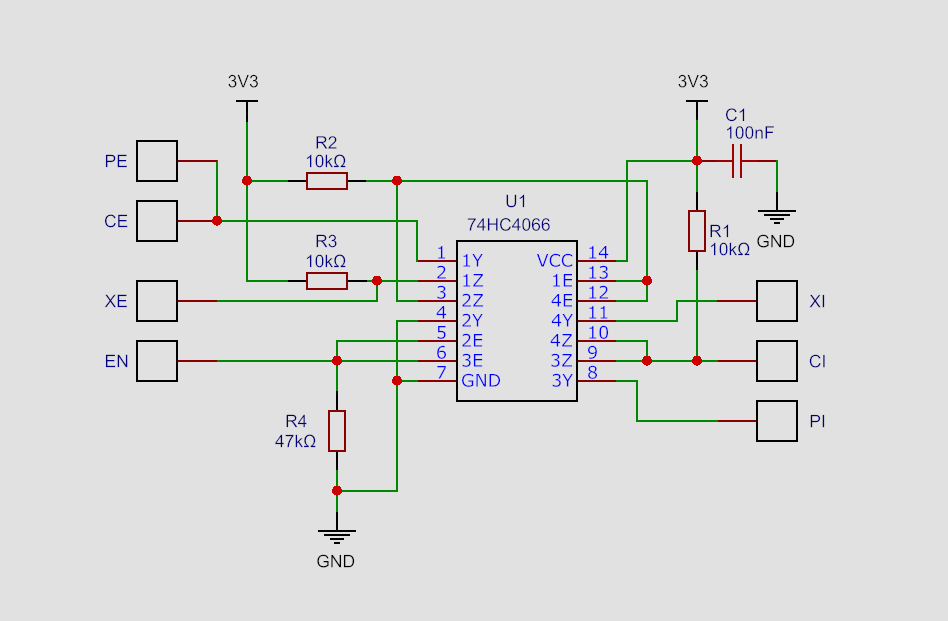 3V3
3V3
C1
100nF
PE
R2
10kΩ
CE
U1
74HC4066
R1
10kΩ
GND
R3
10kΩ
1 1Y VCC 14
2 1Z 1E 13
3 2Z 4E 12
4 2Y 4Y 11
5 2E 4Z 10
6 3E 3Z 9
7 GND 3Y 8
XE
XI
EN
CI
PI
R4
47kΩ
GND